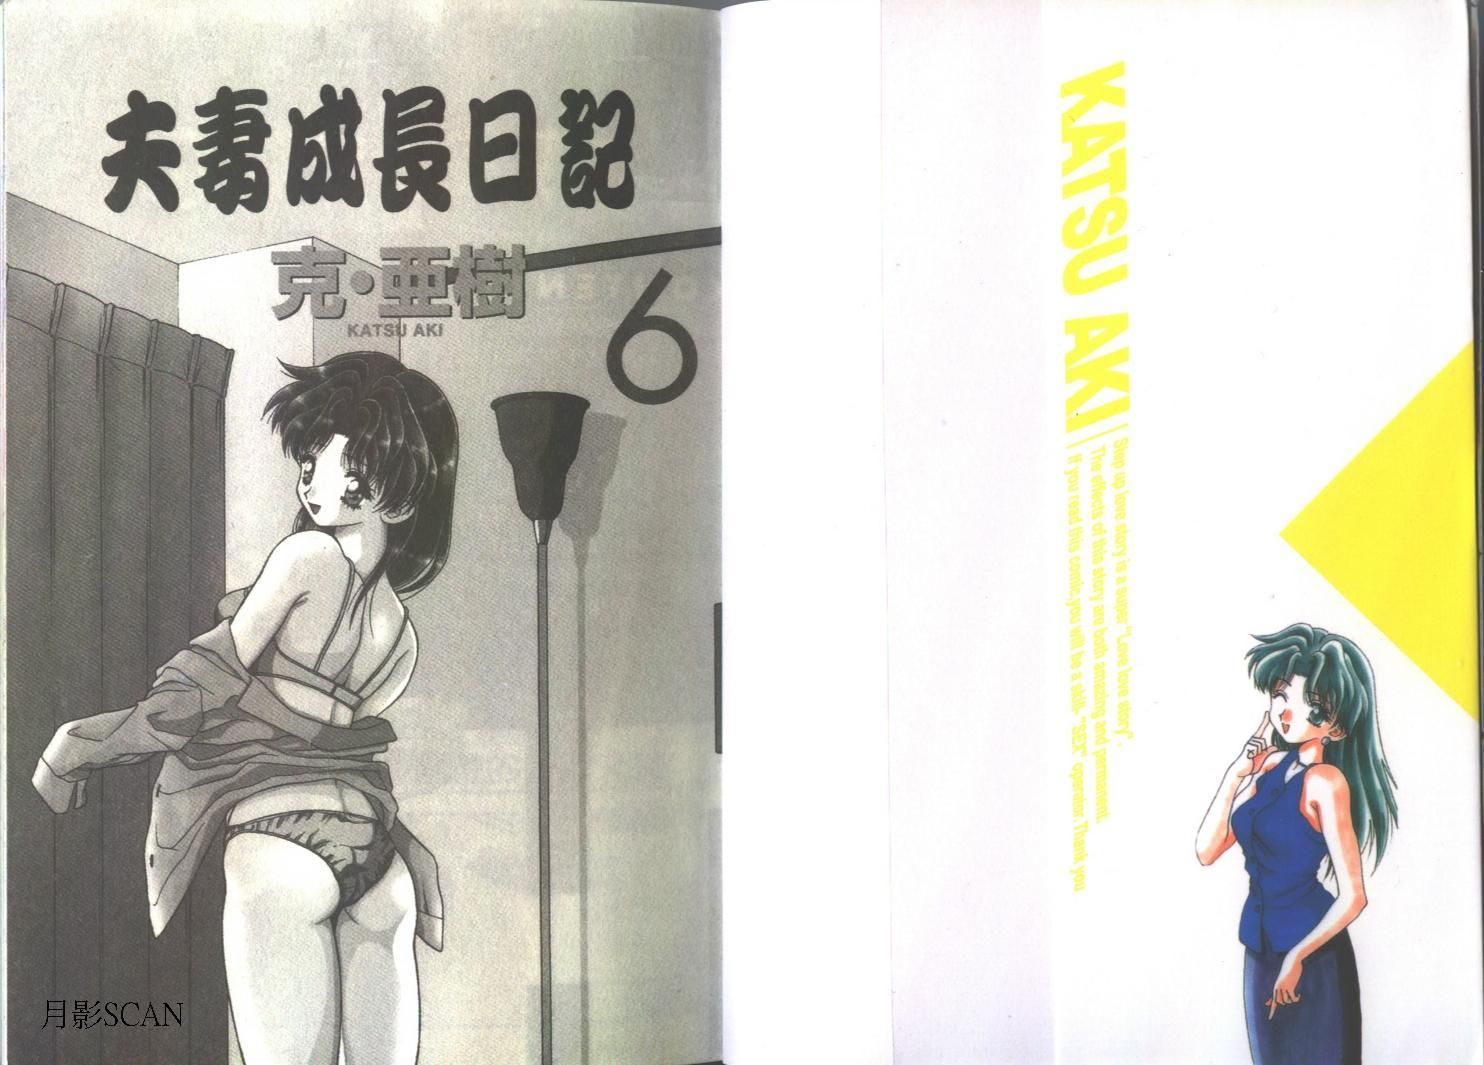 夫妻成長日記
克・亜樹
KATSU AKI
6
月影SCAN
KATSU AKI
Step up love story is a super "Love love story".
The effects of this story are both amazing and permanent.
If you read this comic,you will be a skill- "SEX" operator.Thank you